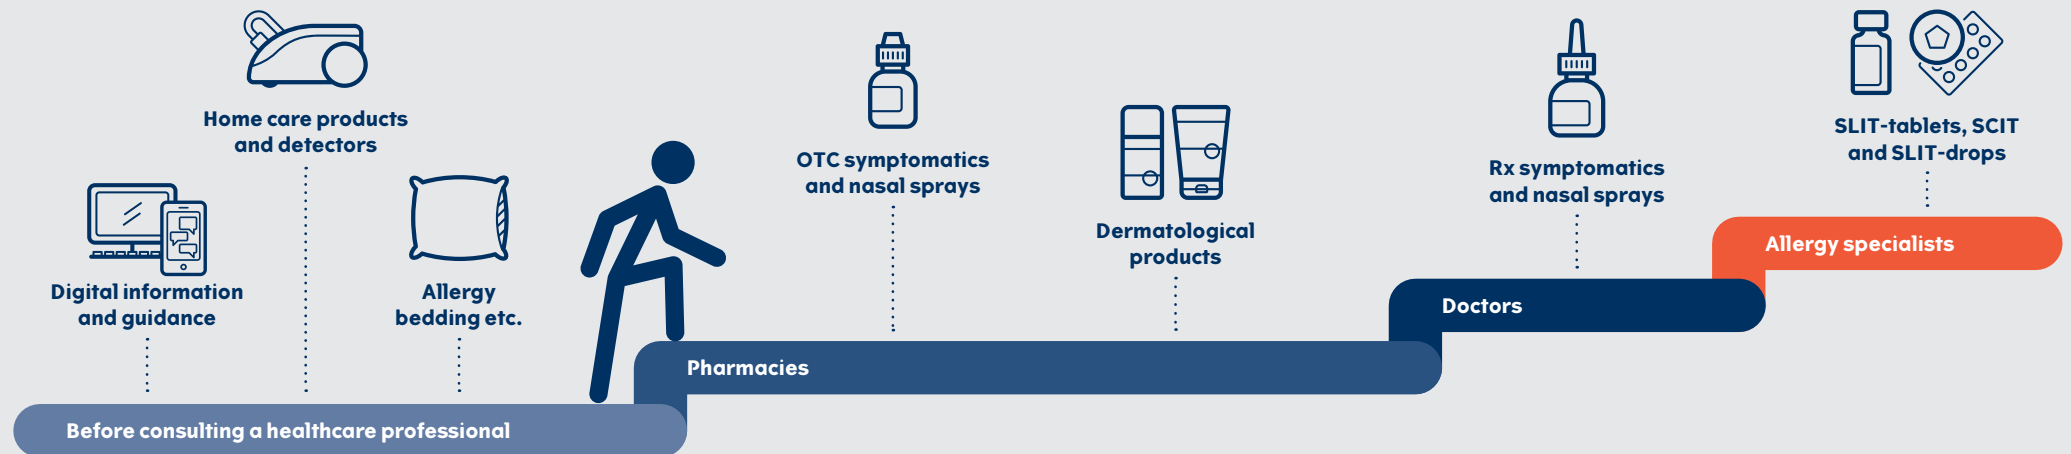 Home care products
and detectors
Digital information
and guidance
Allergy
bedding etc.
Before consulting a healthcare professional
OTC symptomatics
and nasal sprays
Dermatological
products
Pharmacies
Rx symptomatics
and nasal sprays
Doctors
SLIT-tablets, SCIT
and SLIT-drops
Allergy specialists